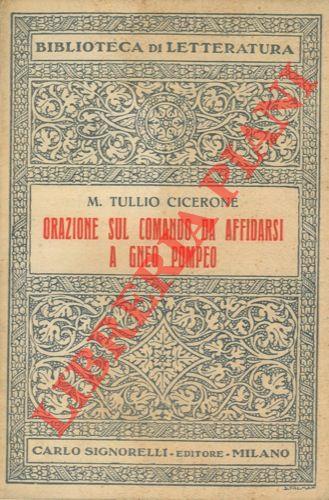 BIBLIOTECA DI LETTERATURA
M. TULLIO CICERONE
ORAZIONE SUL COMANDO DA AFFIDARSI
A GNEO POMPEO
LIBRERIA PIANI
CARLO SIGNORELLI - EDITORE - MILANO